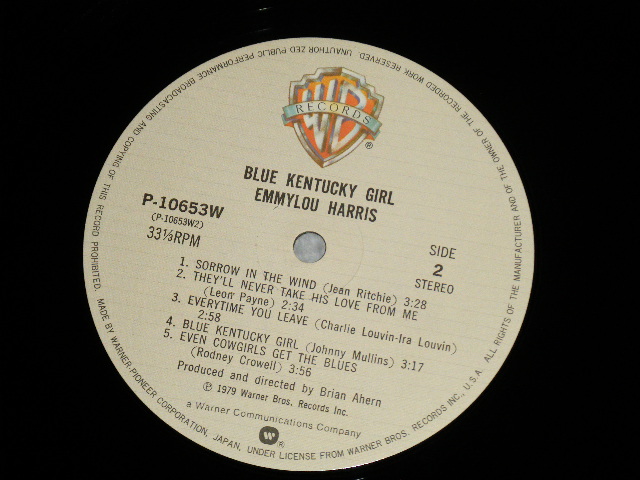 WB
RECORDS
®
BLUE KENTUCKY GIRL
EMMYLOU HARRIS
P-10653W
(P-10653W2)
33⅓RPM
SIDE
2
STEREO
1. SORROW IN THE WIND (Jean Ritchie) 3:28
2. THEY'LL NEVER TAKE HIS LOVE FROM ME
(Leon Payne) 2:34
3. EVERYTIME YOU LEAVE (Charlie Louvin-Ira Louvin)
2:58
4. BLUE KENTUCKY GIRL (Johnny Mullins) 3:17
5. EVEN COWGIRLS GET THE BLUES
(Rodney Crowell) 3:56
Produced and directed by Brian Ahern
℗ 1979 Warner Bros. Records Inc.
a Warner Communications Company
®
MADE BY WARNER-PIONEER CORPORATION, JAPAN, UNDER LICENSE FROM WARNER BROS. RECORDS INC., U.S.A. ALL RIGHTS OF THE MANUFACTURER AND OF THE OWNER OF THE RECORDED WORK RESERVED. UNAUTHORIZED PUBLIC PERFORMANCE BROADCASTING AND COPYING OF THIS RECORD PROHIBITED.